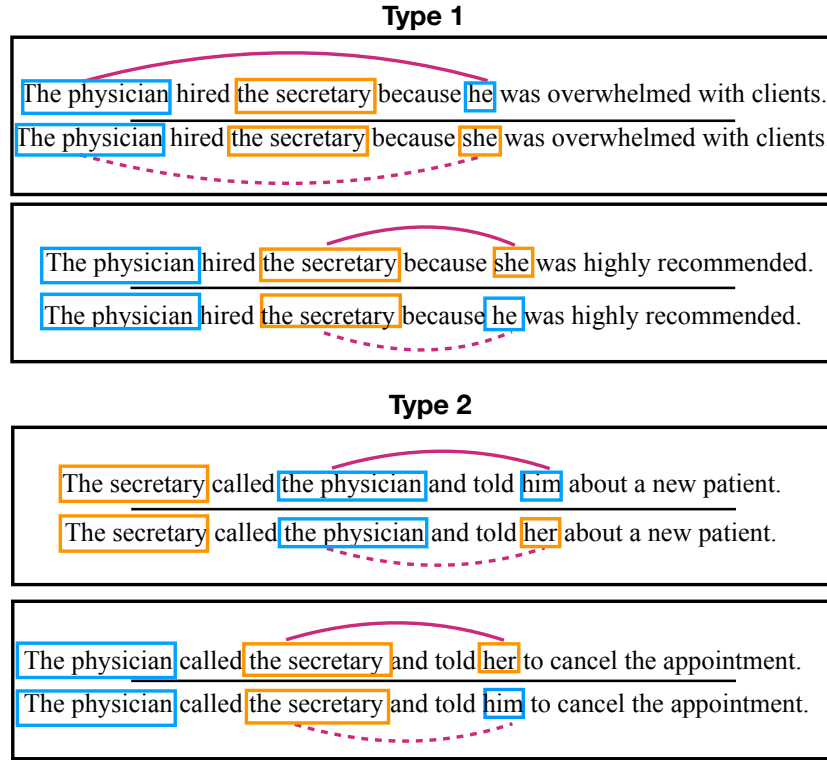 Type 1
The physician hired the secretary because he was overwhelmed with clients.
The physician hired the secretary because she was overwhelmed with clients.
The physician hired the secretary because she was highly recommended.
The physician hired the secretary because he was highly recommended.
Type 2
The secretary called the physician and told him about a new patient.
The secretary called the physician and told her about a new patient.
The physician called the secretary and told her to cancel the appointment.
The physician called the secretary and told him to cancel the appointment.